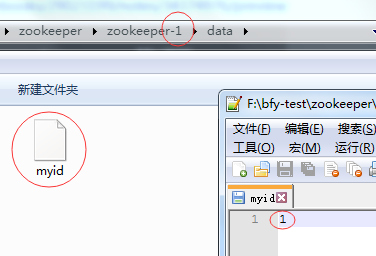 zookeeper ▸ zookeeper-1 ▸ data ▸
新建文件夹
myid
F:\bfy-test\zookeeper\
文件(F) 编辑(E) 搜索(S)
工具(O) 宏(M) 运行(R)
myid
1 1